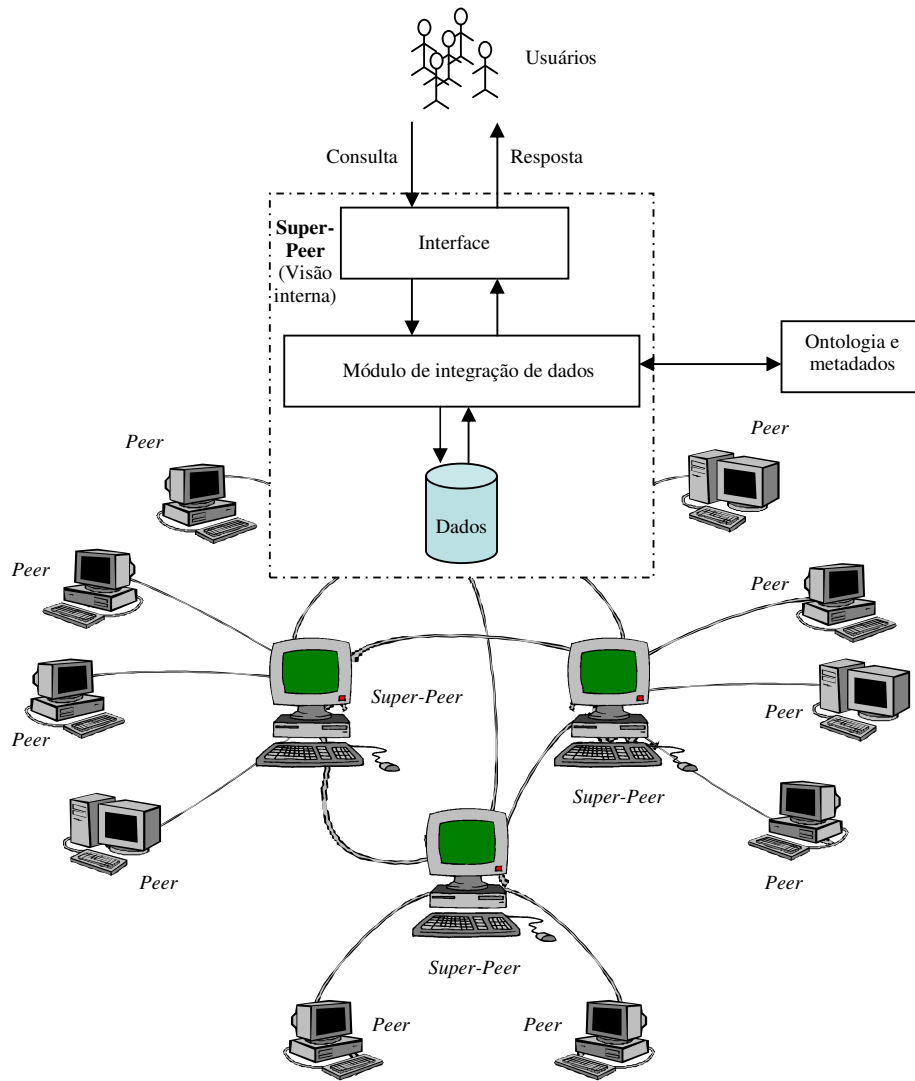 Usuários
Consulta
Resposta
Super-
Peer
(Visão
interna)
Interface
Módulo de integração de dados
Ontologia e
metadados
Peer
Peer
Dados
Peer
Peer
Super-Peer
Peer
Peer
Super-Peer
Peer
Peer
Super-Peer
Peer
Peer